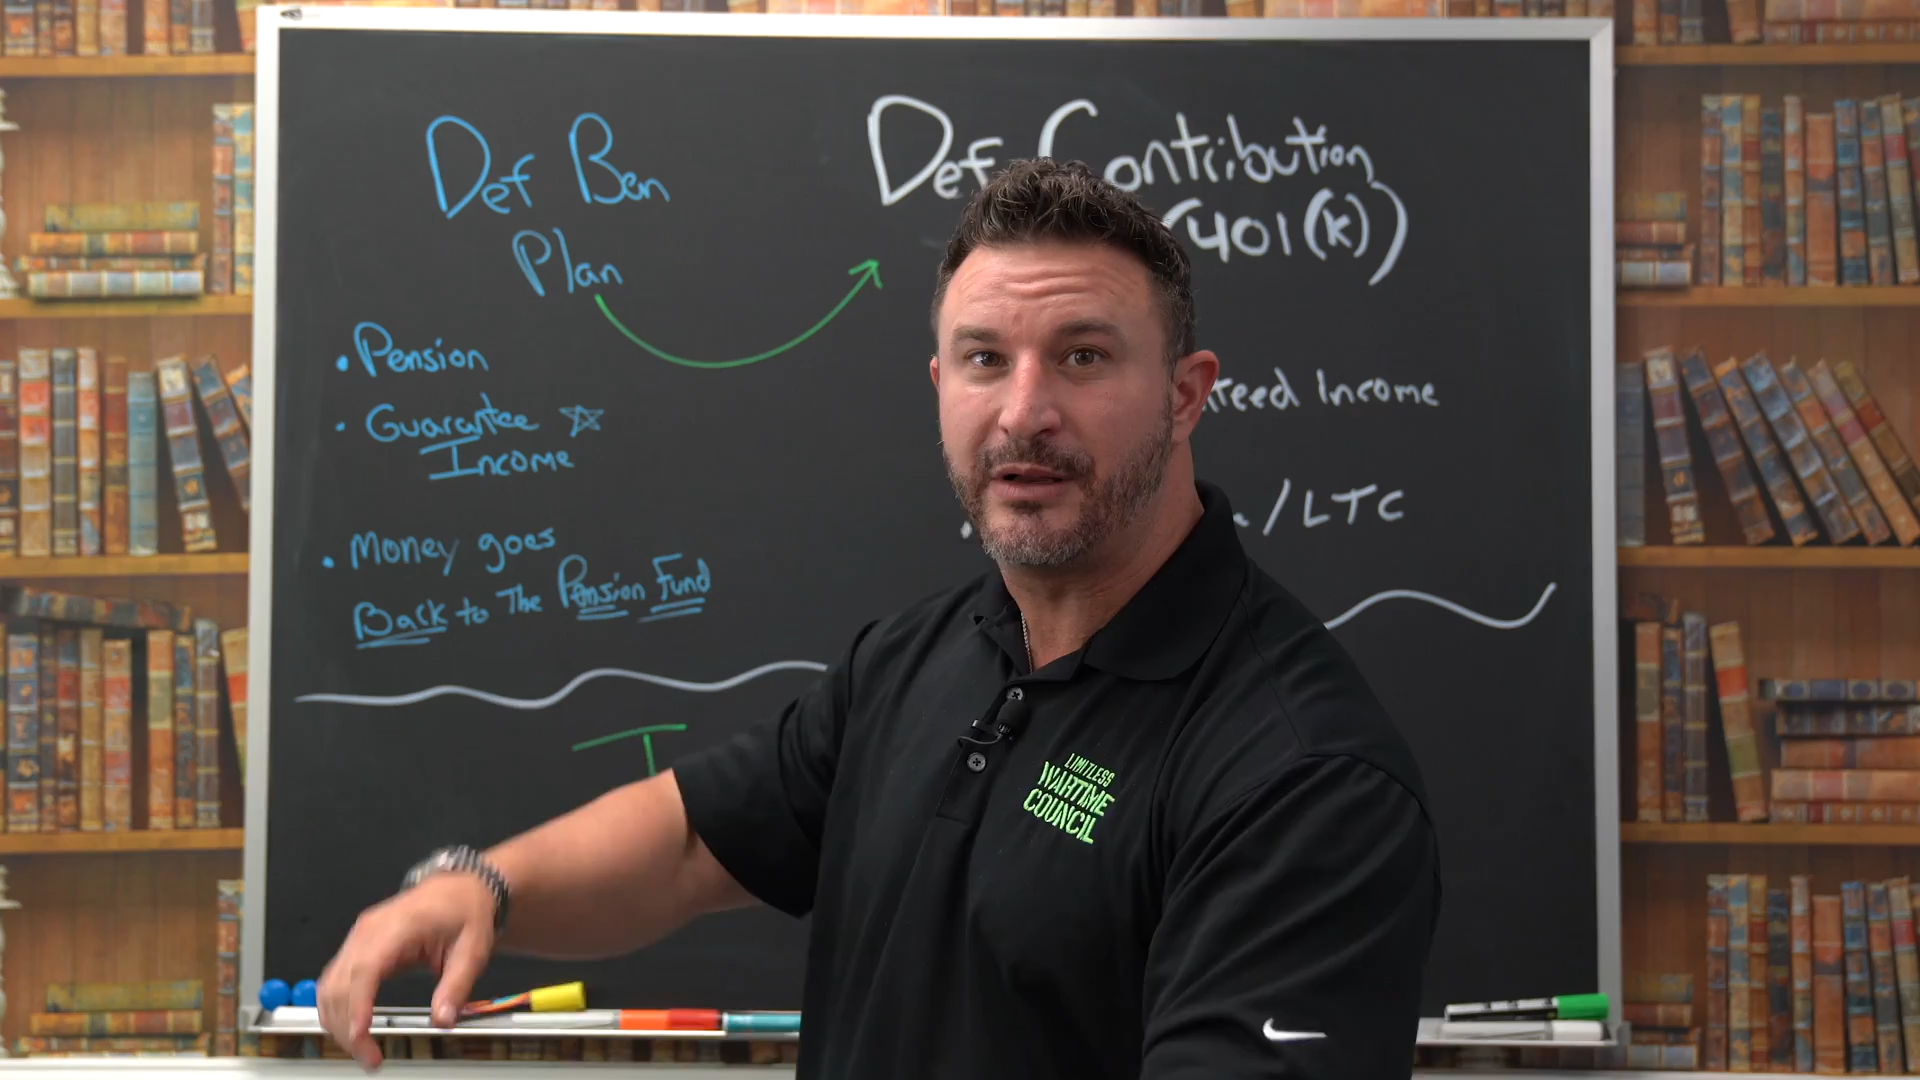 Def Ben
Plan
• Pension
• Guarantee
Income
• Money goes
Back to The Pension Fund
Def Contribution
(401(k))
Income
/LTC
LIMITLESS
WARTIME
COUNCIL